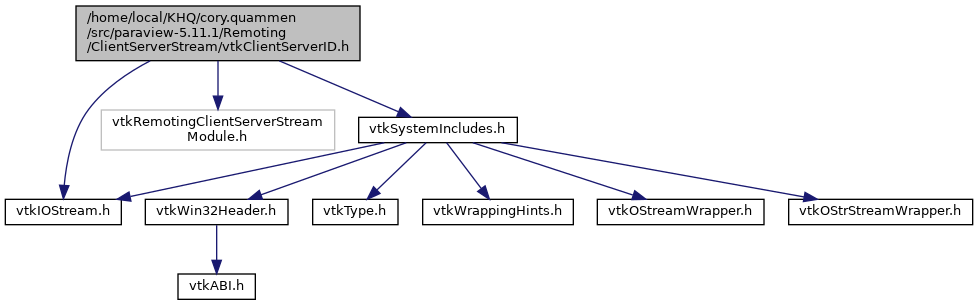 /home/local/KHQ/cory.quammen
/src/paraview-5.11.1/Remoting
/ClientServerStream/vtkClientServerID.h
vtkRemotingClientServerStream
Module.h
vtkSystemIncludes.h
vtkIOStream.h
vtkWin32Header.h
vtkType.h
vtkWrappingHints.h
vtkOStreamWrapper.h
vtkOStrStreamWrapper.h
vtkABI.h